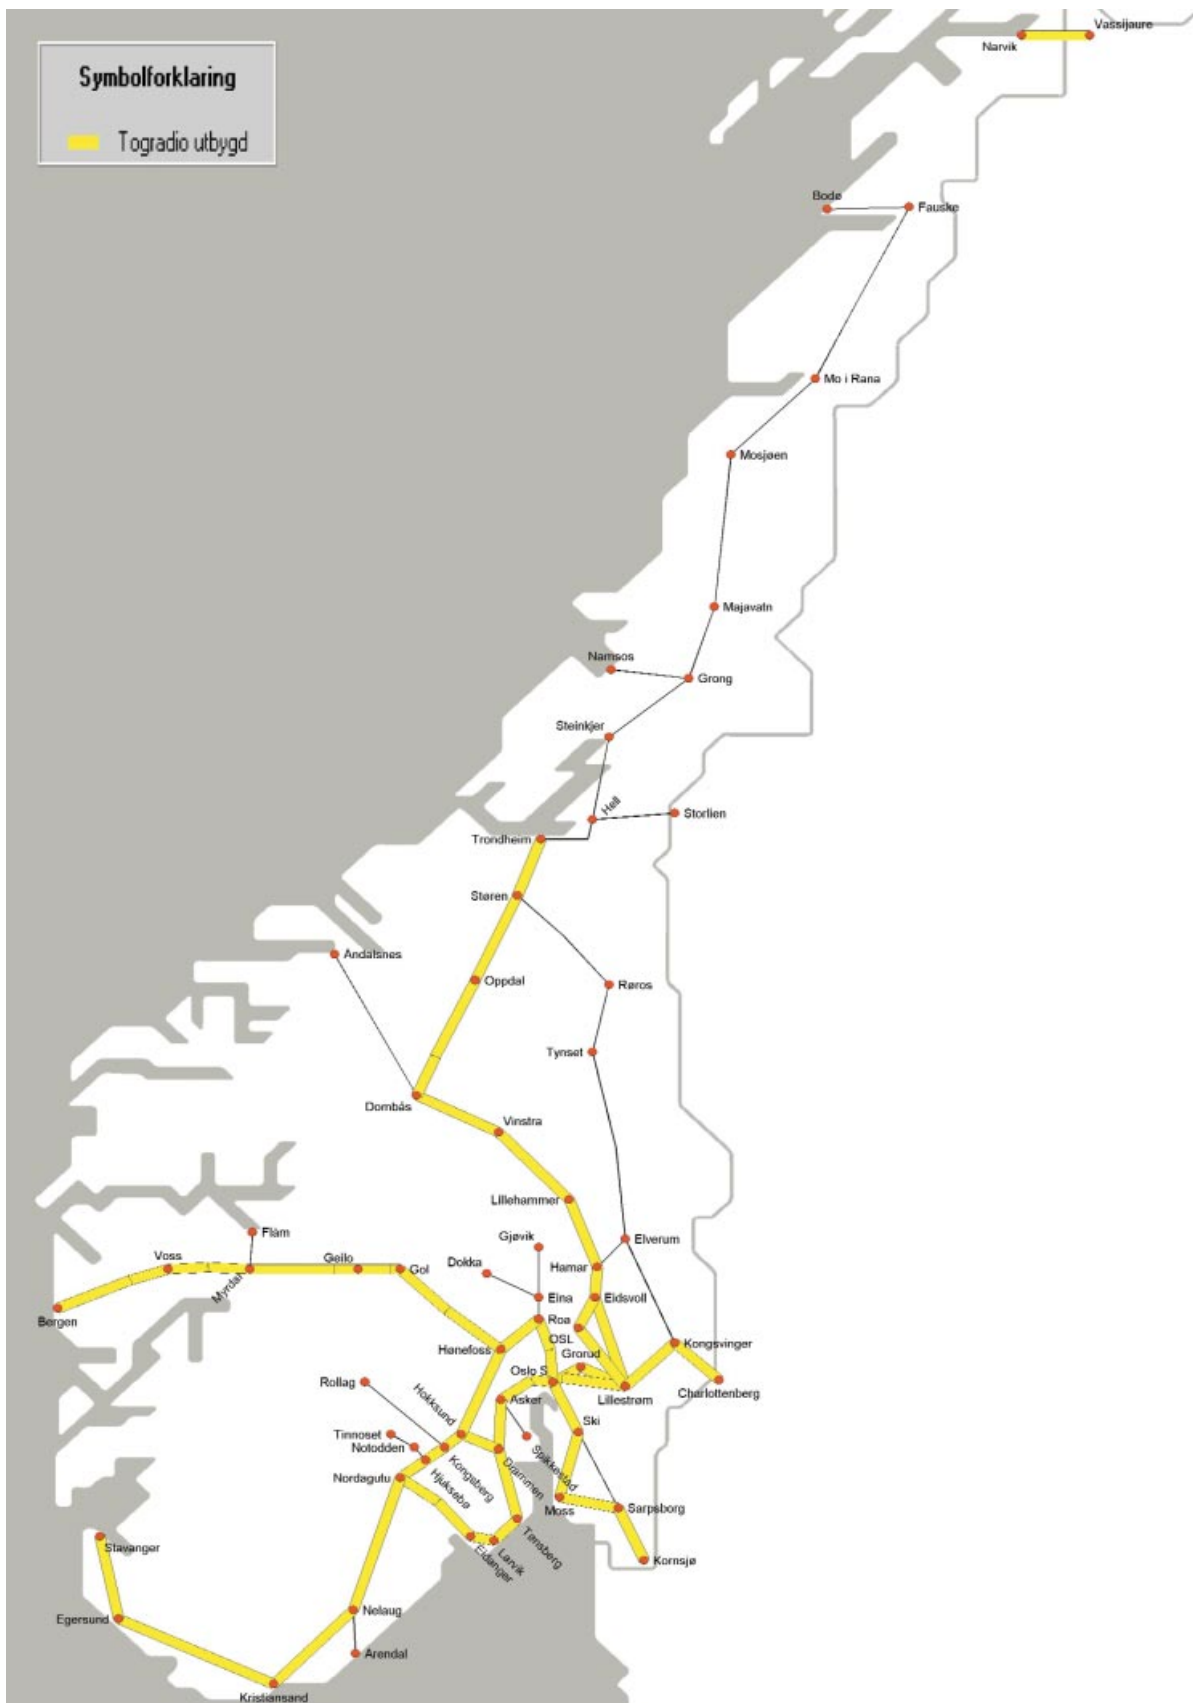 Vassijaure
Narvik
Symbolforklaring
Togradio utbygd
Bodø
Fauske
Mo i Rana
Mosjøen
Majavatn
Namsos
Grong
Steinkjer
Hell
Storlien
Trondheim
Støren
Åndalsnes
Oppdal
Røros
Tynset
Dombås
Vinstra
Lillehammer
Flåm
Gjøvik
Elverum
Voss
Geilo
Gol
Dokka
Hamar
Myrdal
Eina
Eidsvoll
Bergen
Roa
OSL
Kongsvinger
Hønefoss
Grorud
Oslo S
Rollag
Lillestrøm
Charlottenberg
Hokksund
Asker
Ski
Tinnoset
Notodden
Spikkestad
Kongsberg
Drammen
Nordagutu
Hjuksebø
Moss
Sarpsborg
Tønsberg
Stavanger
Larvik
Eidanger
Kornsjø
Egersund
Nelaug
Arendal
Kristiansand